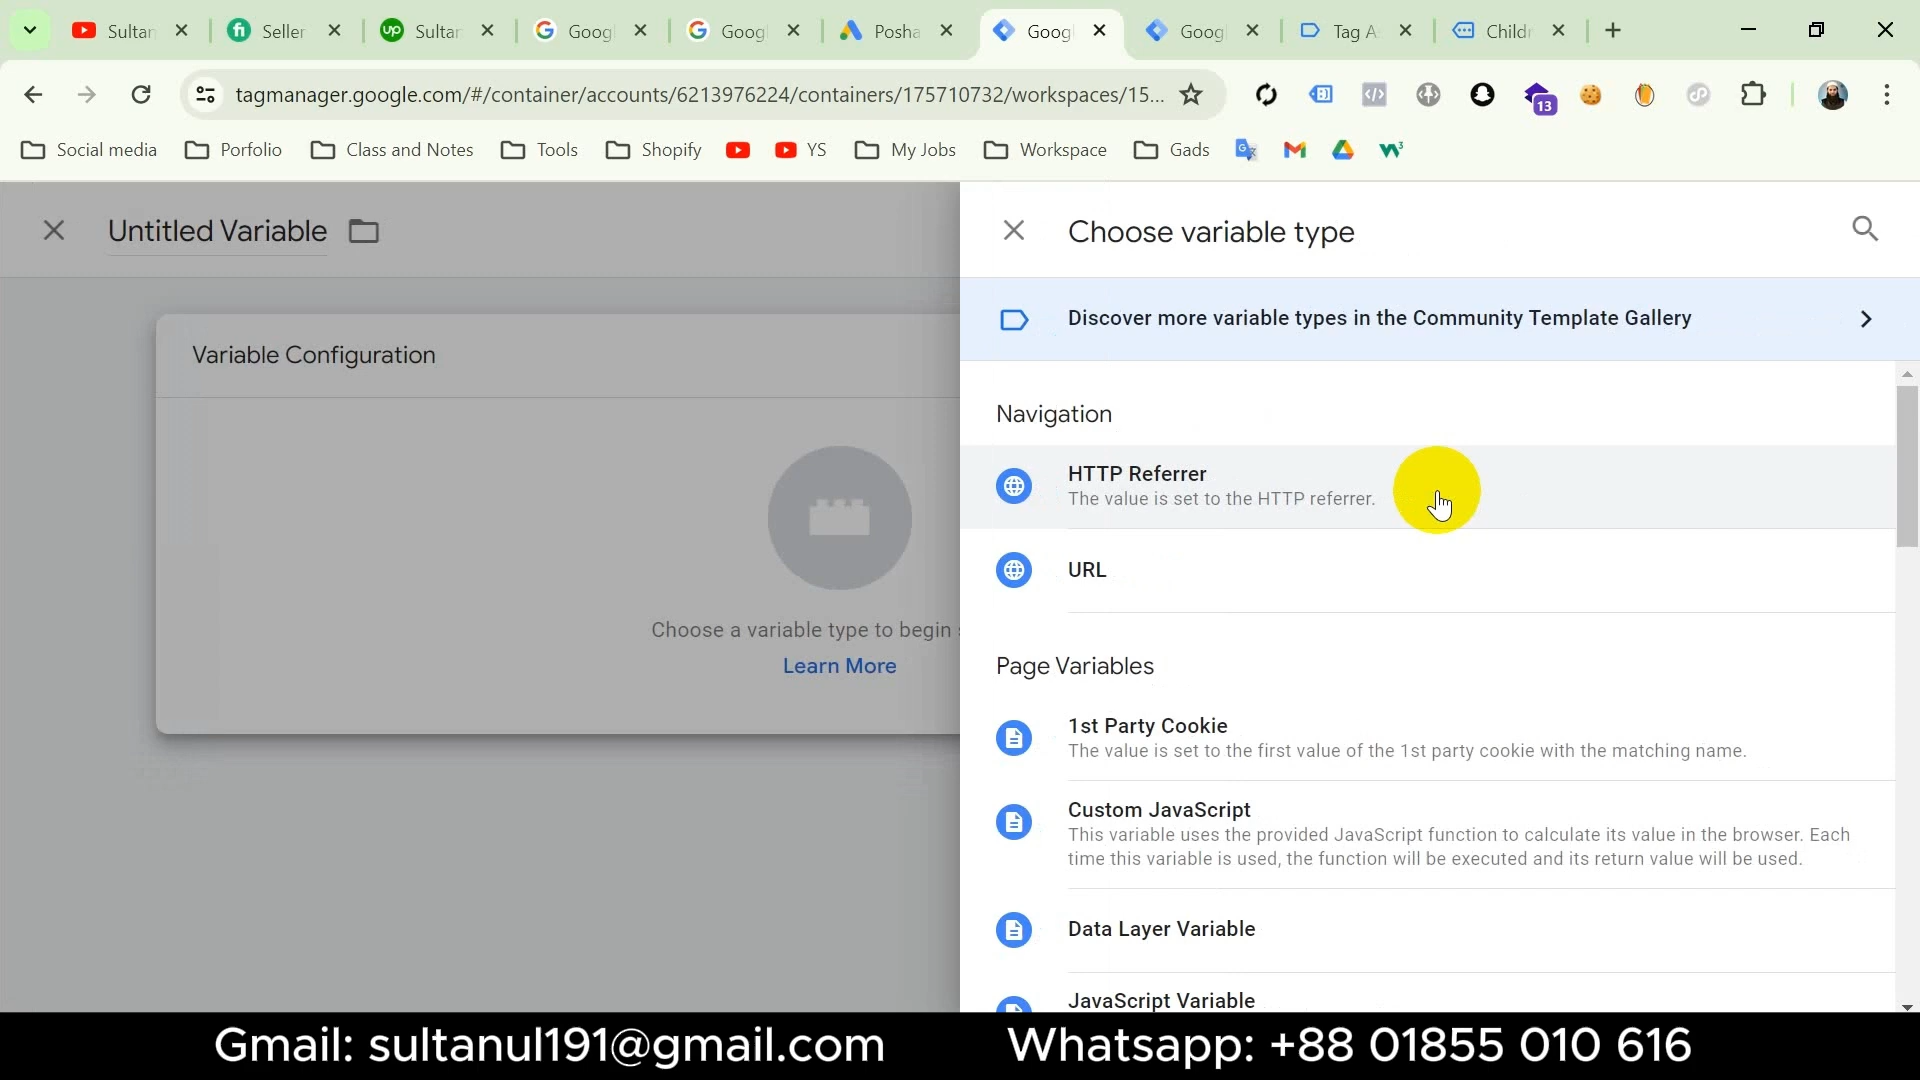 Sultan
Seller
Sultan
Googl
Googl
Posha
Googl
Googl
Tag A
Childr
tagmanager.google.com/#/container/accounts/6213976224/containers/175710732/workspaces/15...
13
Social media
Porfolio
Class and Notes
Tools
Shopify
YS
My Jobs
Workspace
Gads
Untitled Variable
Choose variable type
Discover more variable types in the Community Template Gallery
Variable Configuration
Choose a variable type to begin
Learn More
Navigation
HTTP Referrer
The value is set to the HTTP referrer.
URL
Page Variables
1st Party Cookie
The value is set to the first value of the 1st party cookie with the matching name.
Custom JavaScript
This variable uses the provided JavaScript function to calculate its value in the browser. Each
time this variable is used, the function will be executed and its return value will be used.
Data Layer Variable
JavaScript Variable
Gmail: sultanul191@gmail.com
Whatsapp: +88 01855 010 616